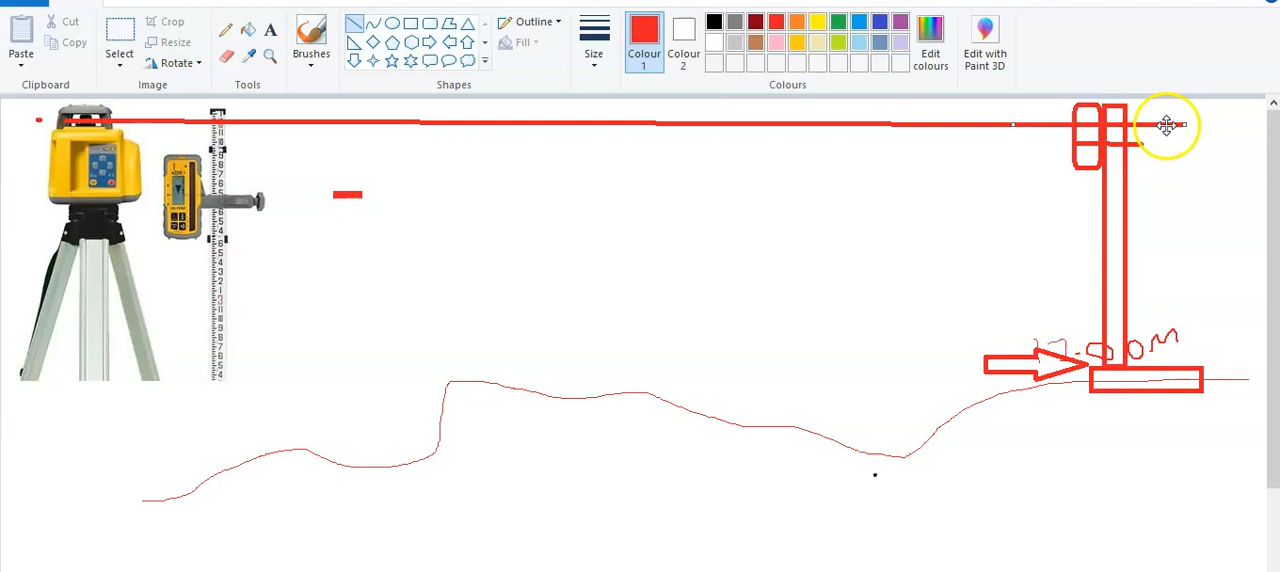 Paste
Cut
Copy
Clipboard
Select
Crop
Resize
Rotate
Image
A
Tools
Brushes
Outline
Fill
Shapes
Size
Colour
1
Colour
2
Edit
colours
Colours
Edit with
Paint 3D